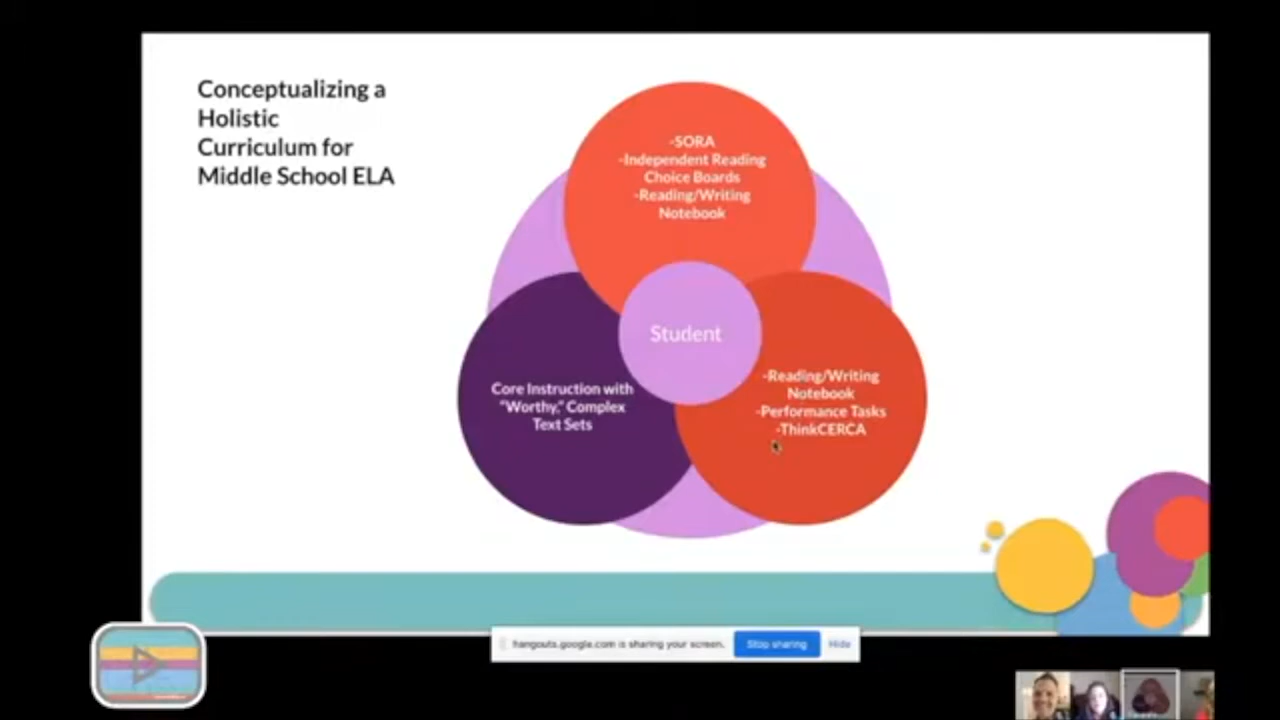 Conceptualizing a
Holistic
Curriculum for
Middle School ELA
-SORA
-Independent Reading
Choice Boards
-Reading/Writing
Notebook
Student
Core Instruction with
"Worthy," Complex
Text Sets
-Reading/Writing
Notebook
-Performance Tasks
-ThinkCERCA
hangouts.google.com is sharing your screen.
Stop sharing
Hide